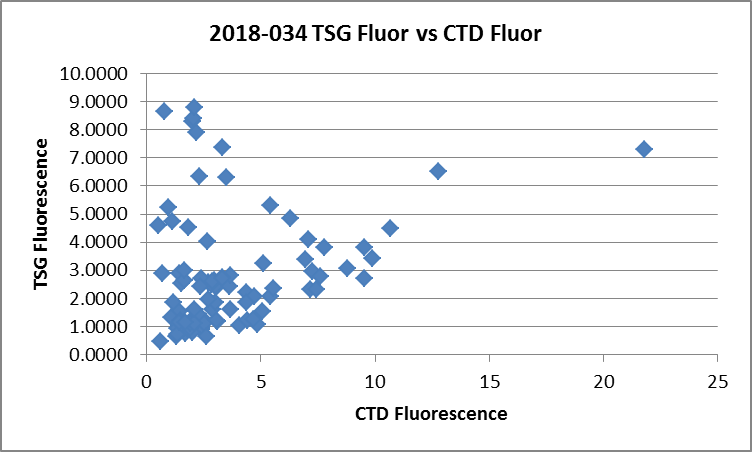 2018-034 TSG Fluor vs CTD Fluor
10.0000
9.0000
8.0000
7.0000
6.0000
5.0000
4.0000
3.0000
2.0000
1.0000
0.0000
TSG Fluorescence
0 5 10 15 20 25
CTD Fluorescence